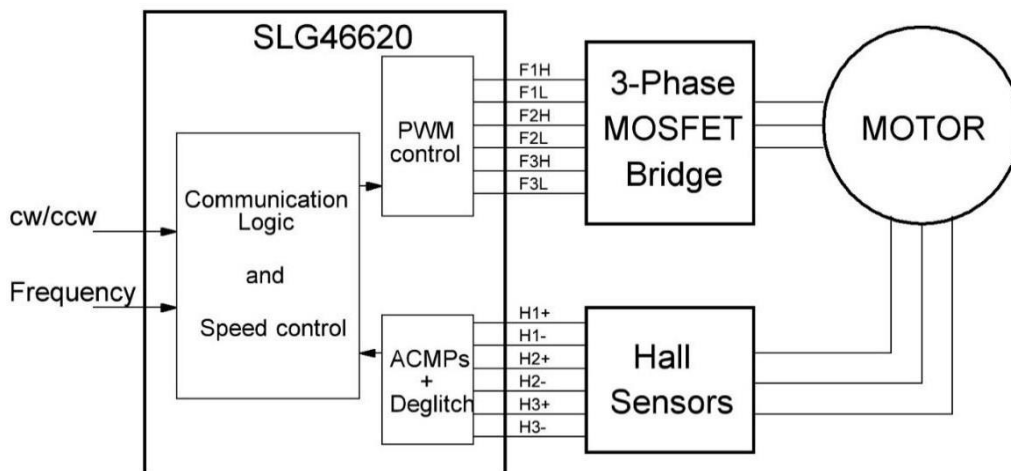 SLG46620
cw/ccw
Frequency
Communication
Logic
and
Speed control
PWM
control
ACMPs
+
Deglitch
F1H
F1L
F2H
F2L
F3H
F3L
H1+
H1-
H2+
H2-
H3+
H3-
3-Phase
MOSFET
Bridge
Hall
Sensors
MOTOR